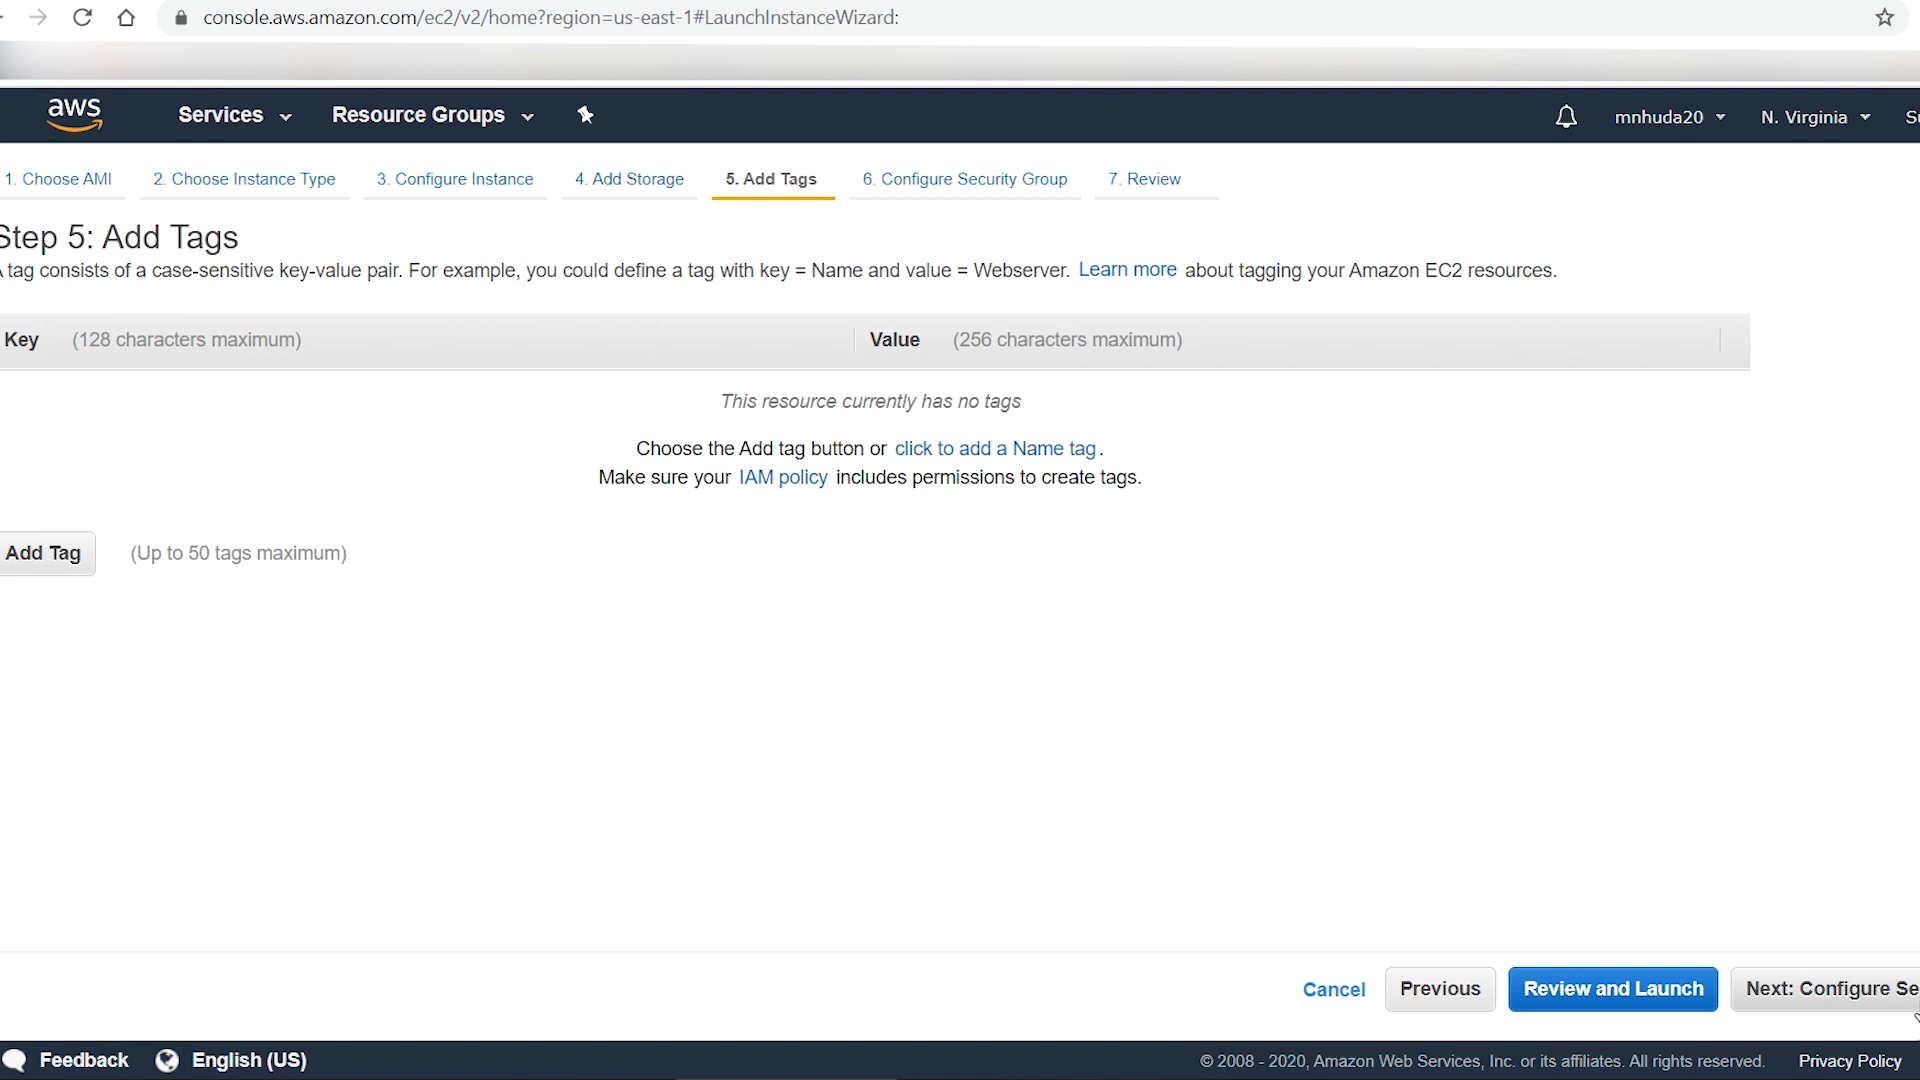 console.aws.amazon.com/ec2/v2/home?region=us-east-1#LaunchInstanceWizard:
aws Services Resource Groups mnhuda20 N. Virginia Su
1. Choose AMI 2. Choose Instance Type 3. Configure Instance 4. Add Storage 5. Add Tags 6. Configure Security Group 7. Review
Step 5: Add Tags
A tag consists of a case-sensitive key-value pair. For example, you could define a tag with key = Name and value = Webserver. Learn more about tagging your Amazon EC2 resources.
Key (128 characters maximum) Value (256 characters maximum)
This resource currently has no tags
Choose the Add tag button or click to add a Name tag.
Make sure your IAM policy includes permissions to create tags.
Add Tag (Up to 50 tags maximum)
Cancel Previous Review and Launch Next: Configure Se
Feedback English (US) © 2008 - 2020, Amazon Web Services, Inc. or its affiliates. All rights reserved. Privacy Policy